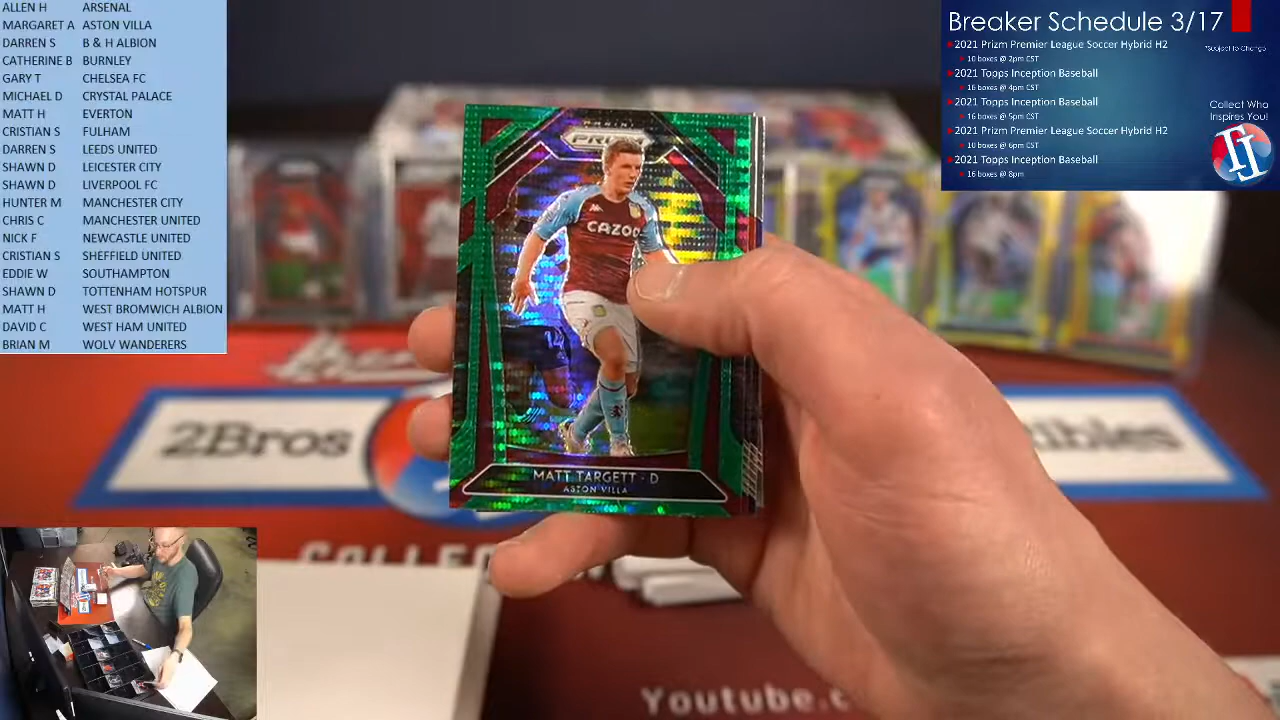 ALLEN H ARSENAL
MARGARET A ASTON VILLA
DARREN S B & H ALBION
CATHERINE B BURNLEY
GARY T CHELSEA FC
MICHAEL D CRYSTAL PALACE
MATT H EVERTON
CRISTIAN S FULHAM
DARREN S LEEDS UNITED
SHAWN D LEICESTER CITY
SHAWN D LIVERPOOL FC
HUNTER M MANCHESTER CITY
CHRIS C MANCHESTER UNITED
NICK F NEWCASTLE UNITED
CRISTIAN S SHEFFIELD UNITED
EDDIE W SOUTHAMPTON
SHAWN D TOTTENHAM HOTSPUR
MATT H WEST BROMWICH ALBION
DAVID C WEST HAM UNITED
BRIAN M WOLV WANDERERS
Breaker Schedule 3/17
2021 Prizm Premier League Soccer Hybrid H2
*Subject to Change
10 boxes @ 2pm CST
2021 Topps Inception Baseball
16 boxes @ 4pm CST
2021 Topps Inception Baseball
16 boxes @ 5pm CST
2021 Prizm Premier League Soccer Hybrid H2
10 boxes @ 6pm CST
2021 Topps Inception Baseball
16 boxes @ 8pm
Collect Who
Inspires You!
PANINI
PRIZM
CAZOO
MATT TARGETT - D
ASTON VILLA
2Bros
Youtube.c